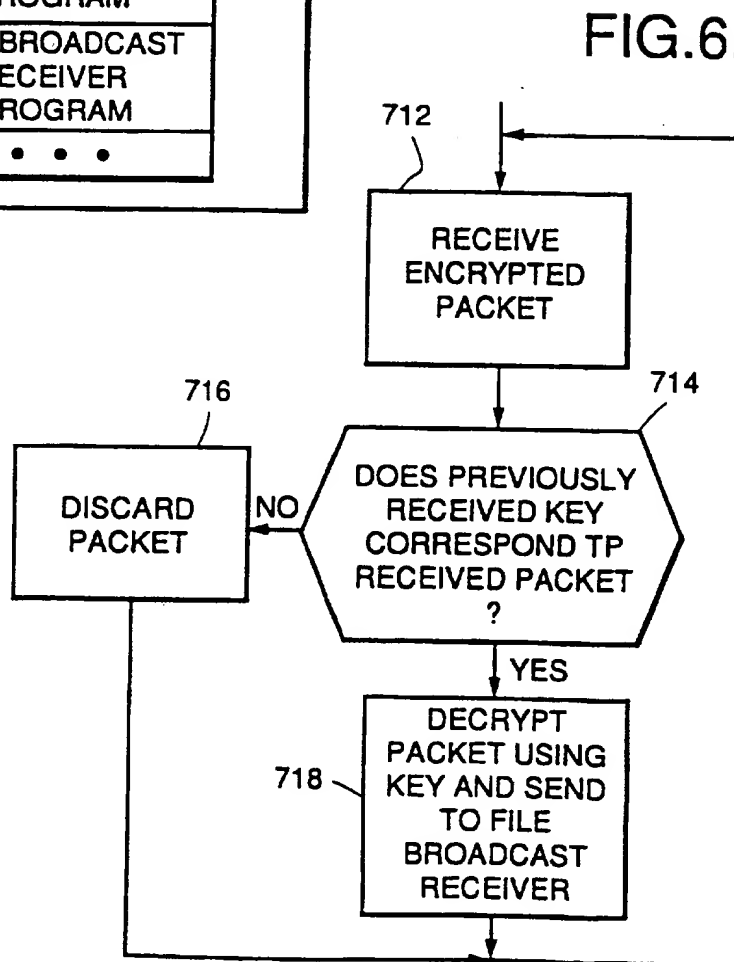 ROGRAM
BROADCAST
ECEIVER
ROGRAM
FIG.6
712
RECEIVE
ENCRYPTED
PACKET
714
DOES PREVIOUSLY
RECEIVED KEY
CORRESPOND TP
RECEIVED PACKET
?
716
DISCARD
PACKET
NO
YES
718
DECRYPT
PACKET USING
KEY AND SEND
TO FILE
BROADCAST
RECEIVER